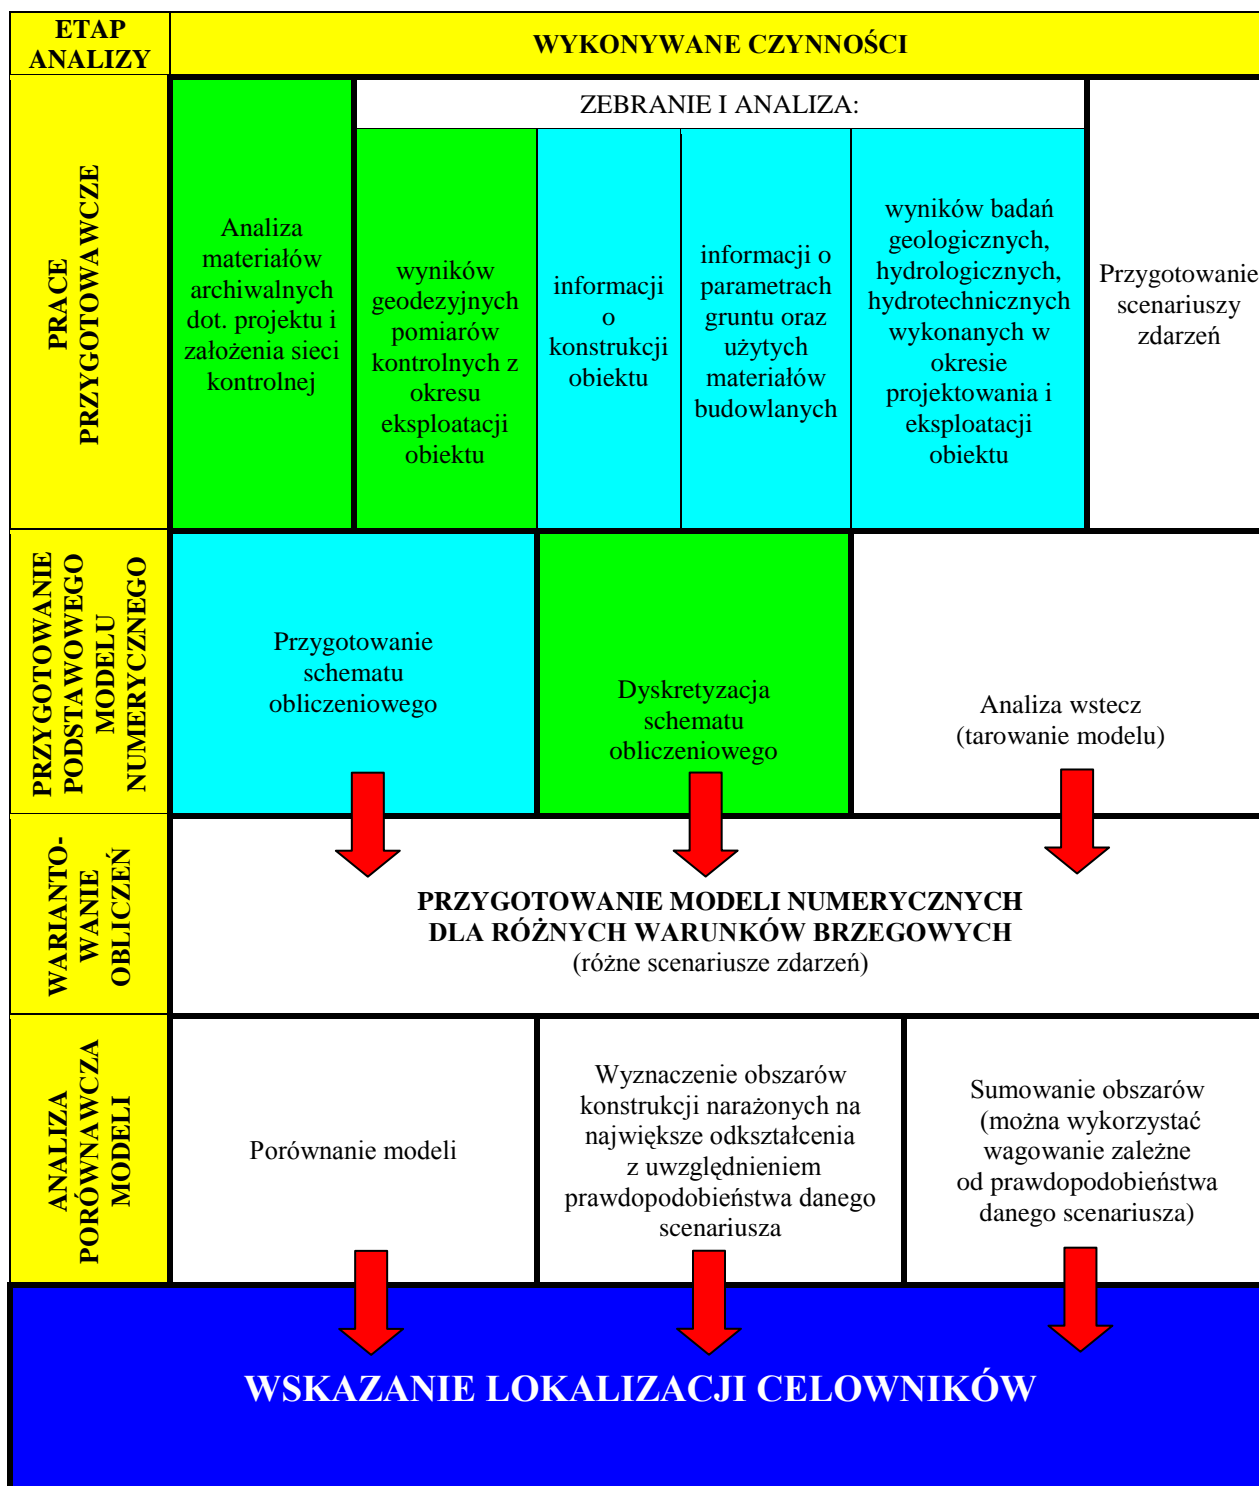 ETAP
ANALIZY
WYKONYWANE CZYNNOŚCI
PRACE
PRZYGOTOWAWCZE
Analiza
materiałów
archiwalnych
dot. projektu i
założenia sieci
kontrolnej
ZEBRANIE I ANALIZA:
wyników
geodezyjnych
pomiarów
kontrolnych z
okresu
eksploatacji
obiektu
informacji
o
konstrukcji
obiektu
informacji o
parametrach
gruntu oraz
użytych
materiałów
budowlanych
wyników badań
geologicznych,
hydrologicznych,
hydrotechnicznych
wykonanych w
okresie
projektowania i
eksploatacji
obiektu
Przygotowanie
scenariuszy
zdarzeń
PRZYGOTOWANIE
PODSTAWOWEGO
MODELU
NUMERYCZNEGO
Przygotowanie
schematu
obliczeniowego
Dyskretyzacja
schematu
obliczeniowego
Analiza wstecz
(tarowanie modelu)
WARIANTO-
WANIE
OBLICZEŃ
PRZYGOTOWANIE MODELI NUMERYCZNYCH
DLA RÓŻNYCH WARUNKÓW BRZEGOWYCH
(różne scenariusze zdarzeń)
ANALIZA
PORÓWNAWCZA
MODELI
Porównanie modeli
Wyznaczenie obszarów
konstrukcji narażonych na
największe odkształcenia
z uwzględnieniem
prawdopodobieństwa danego
scenariusza
Sumowanie obszarów
(można wykorzystać
wagowanie zależne
od prawdopodobieństwa
danego scenariusza)
WSKAZANIE LOKALIZACJI CELOWNIKÓW